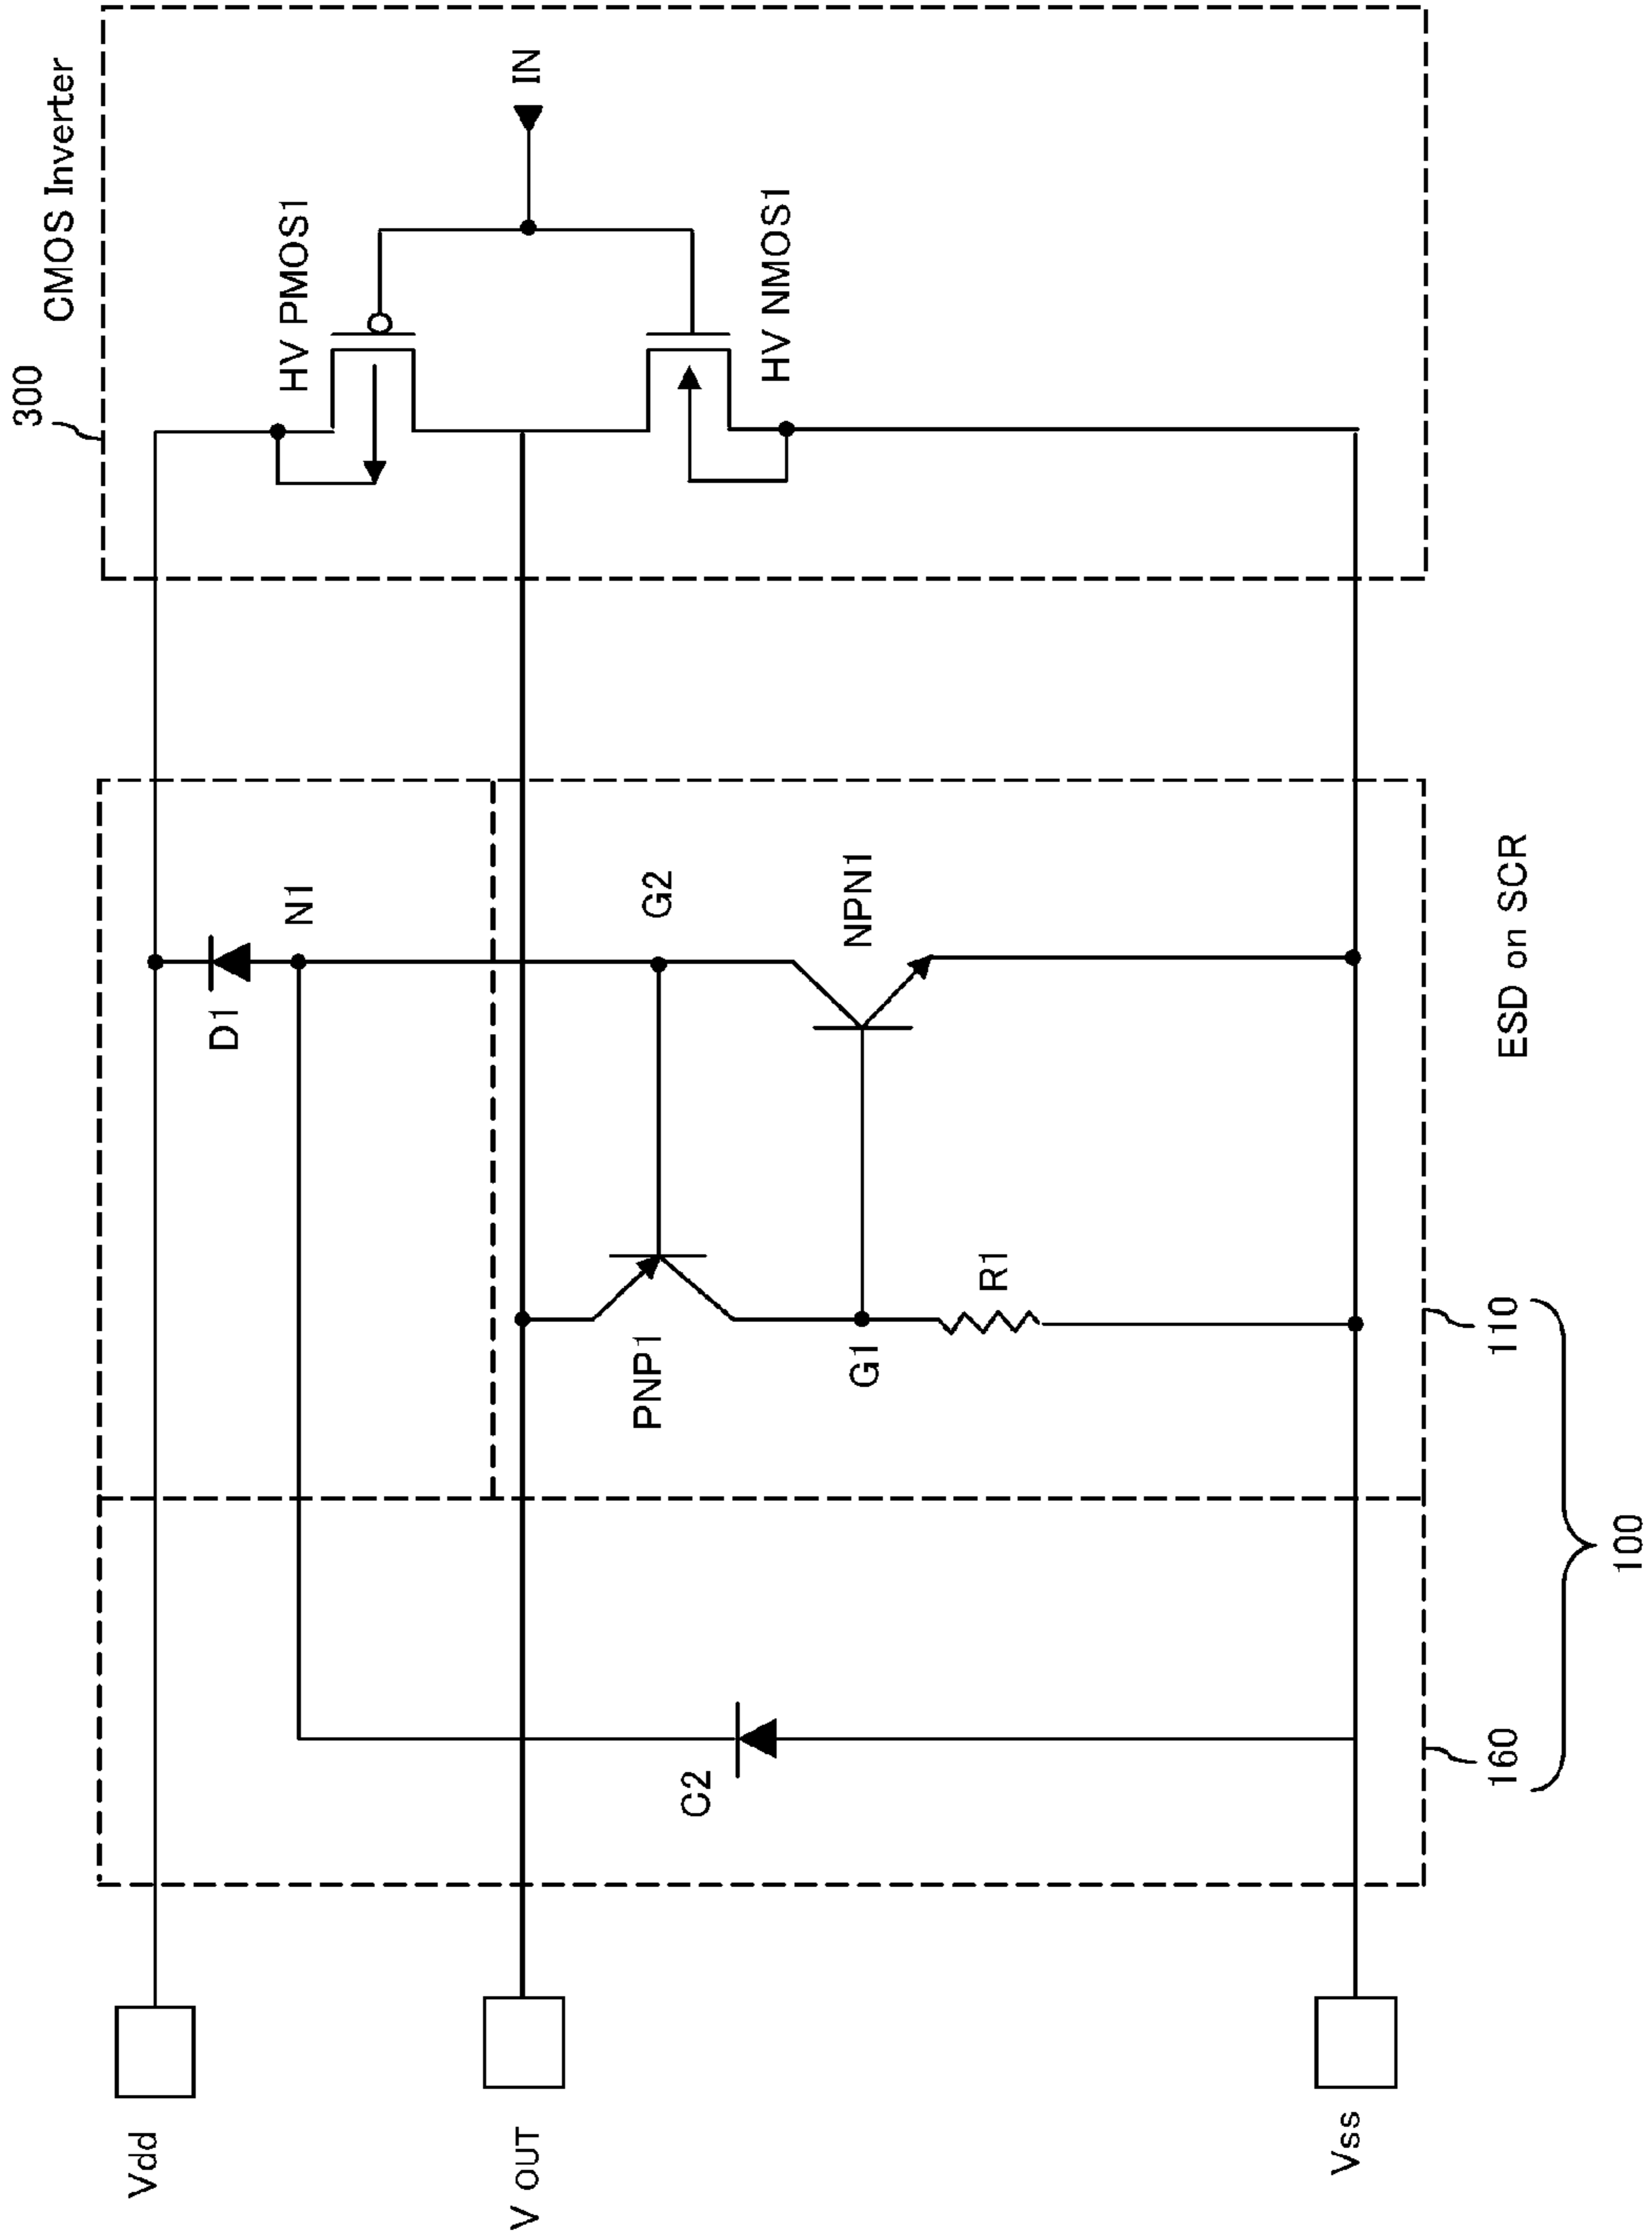 300
CMOS Inverter
Vdd
D1
N1
HV PMOS1
V OUT
IN
PNP1
G2
C2
HV NMOS1
G1
NPN1
R1
Vss
160
110
ESD on SCR
100